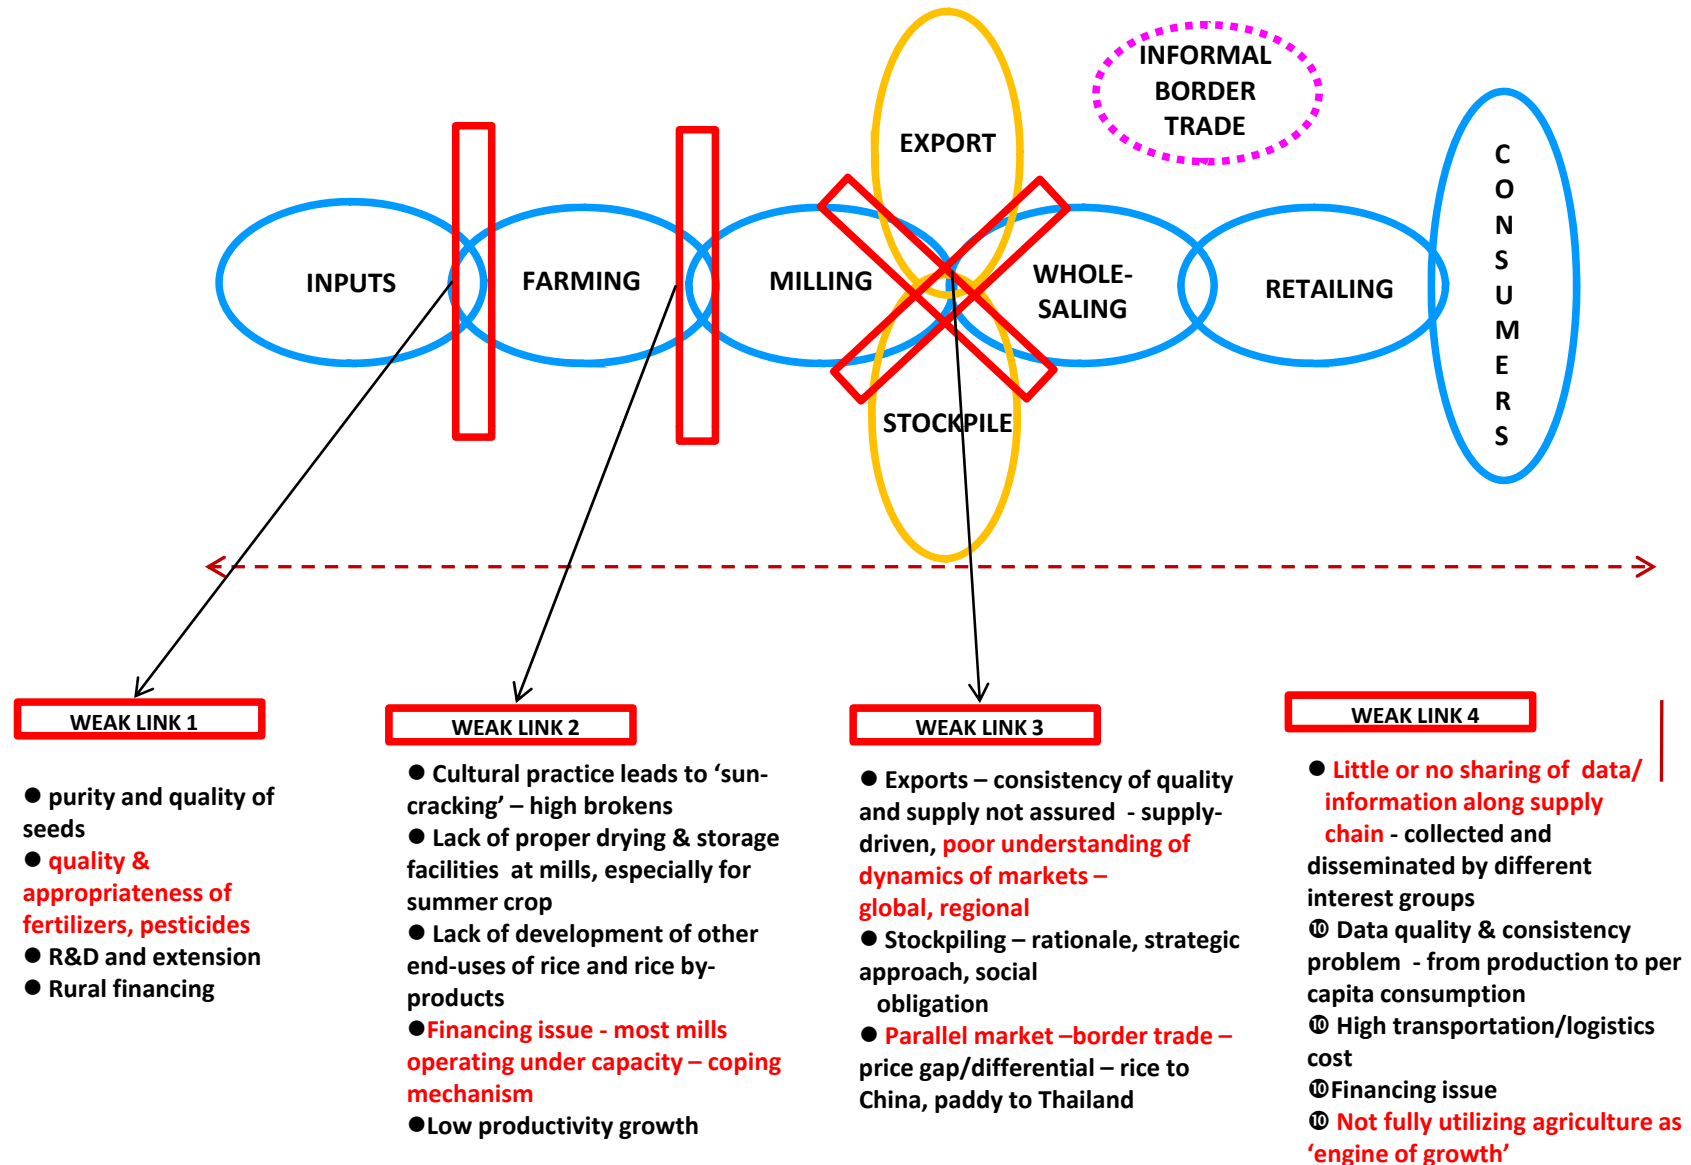 INFORMAL
BORDER
TRADE
EXPORT
C
O
N
S
U
M
E
R
S
INPUTS
FARMING
MILLING
WHOLE-
SALING
RETAILING
STOCKPILE
WEAK LINK 1
● purity and quality of
seeds
● quality &
appropriateness of
fertilizers, pesticides
● R&D and extension
● Rural financing
WEAK LINK 2
● Cultural practice leads to ‘sun-
cracking’ – high brokens
● Lack of proper drying & storage
facilities at mills, especially for
summer crop
● Lack of development of other
end-uses of rice and rice by-
products
●Financing issue - most mills
operating under capacity – coping
mechanism
●Low productivity growth
WEAK LINK 3
● Exports – consistency of quality
and supply not assured - supply-
driven, poor understanding of
dynamics of markets –
global, regional
● Stockpiling – rationale, strategic
approach, social
obligation
● Parallel market –border trade –
price gap/differential – rice to
China, paddy to Thailand
WEAK LINK 4
● Little or no sharing of data/
information along supply
chain - collected and
disseminated by different
interest groups
❿ Data quality & consistency
problem - from production to per
capita consumption
❿ High transportation/logistics
cost
❿Financing issue
❿ Not fully utilizing agriculture as
‘engine of growth’